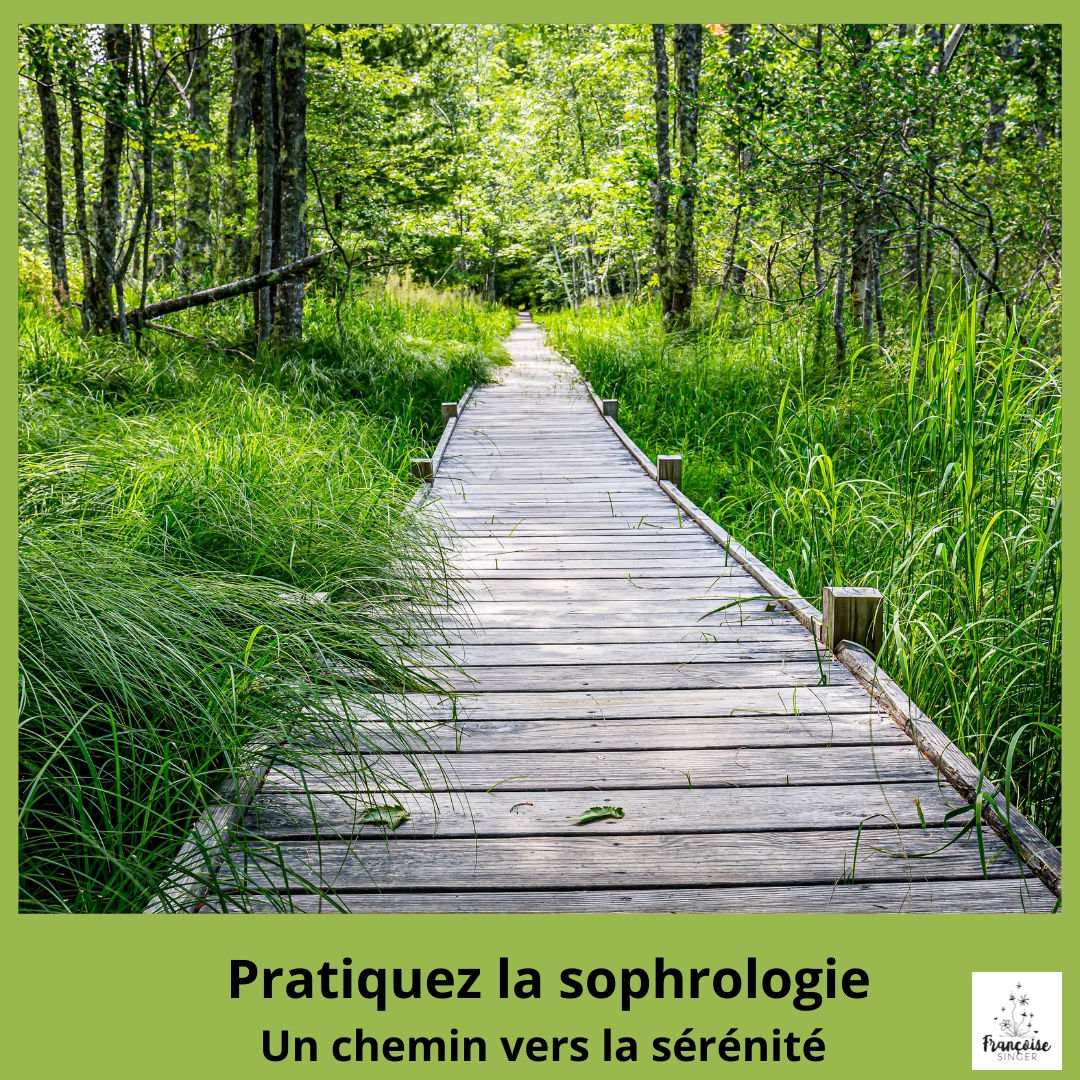 Pratiquez la sophrologie
Un chemin vers la sérénité
Françoise
SINGER